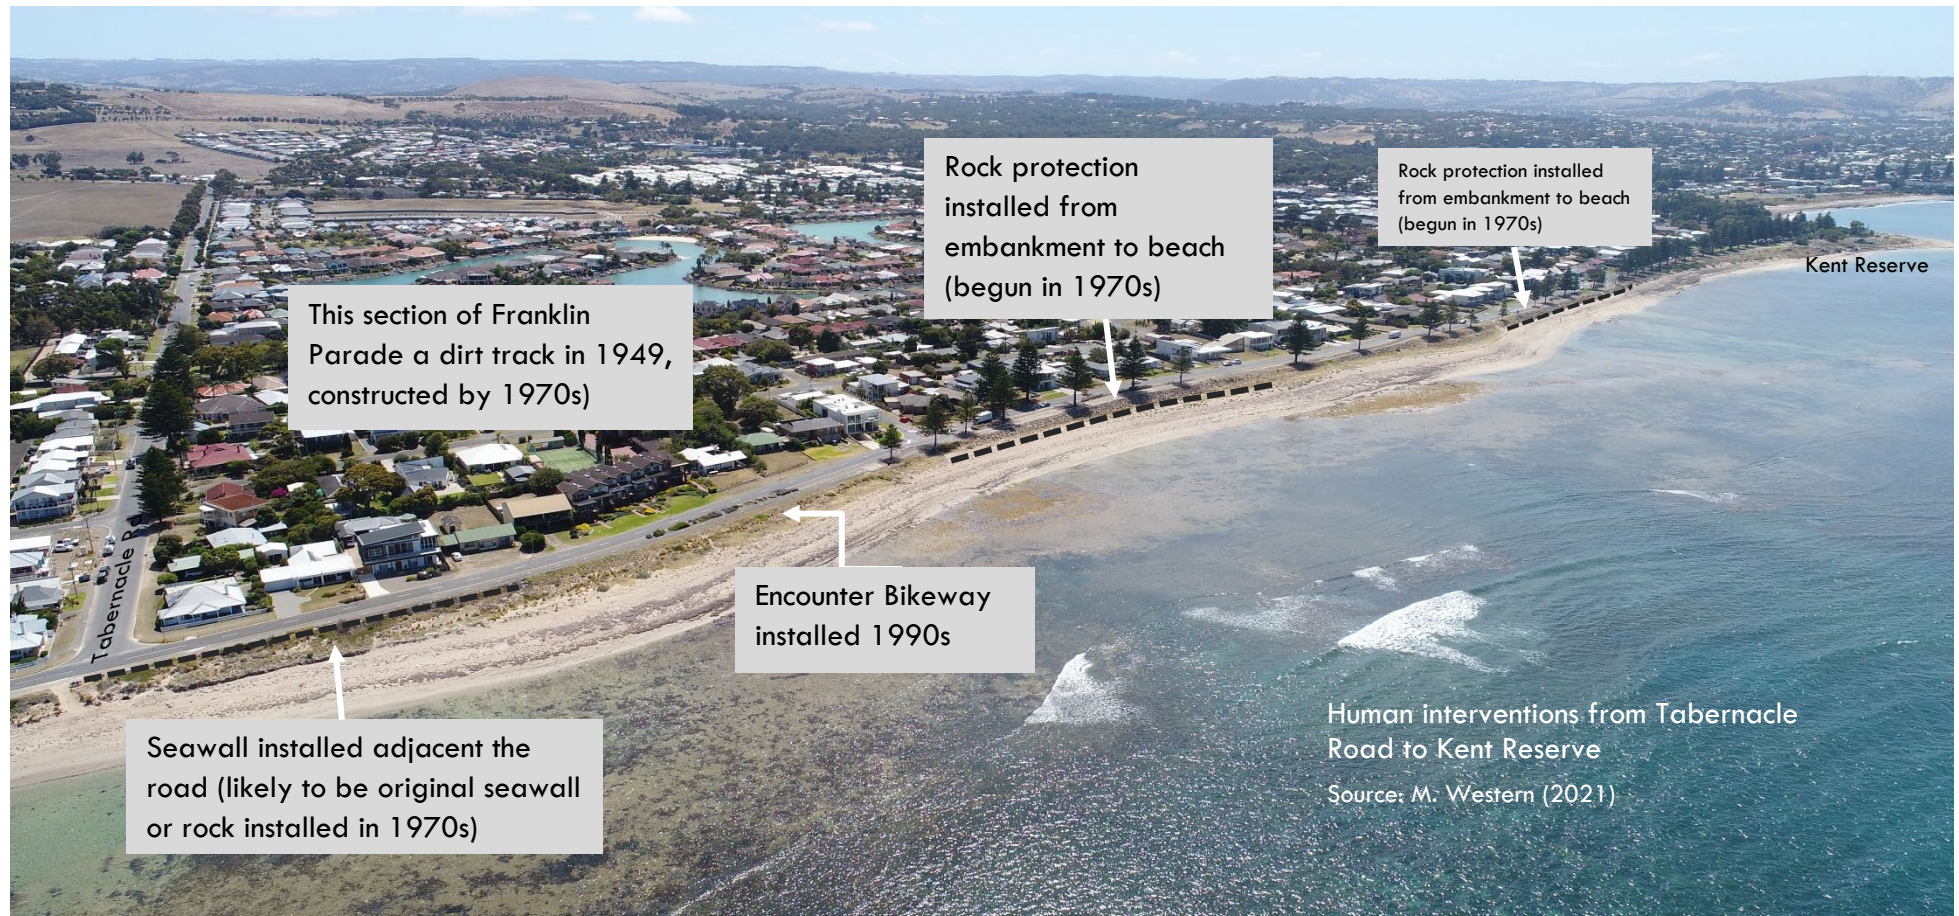 Rock protection
installed from
embankment to beach
(begun in 1970s)
Rock protection installed
from embankment to beach
(begun in 1970s)
Kent Reserve
This section of Franklin
Parade a dirt track in 1949,
constructed by 1970s)
Tabernacle Rd
Encounter Bikeway
installed 1990s
Seawall installed adjacent the
road (likely to be original seawall
or rock installed in 1970s)
Human interventions from Tabernacle
Road to Kent Reserve
Source: M. Western (2021)